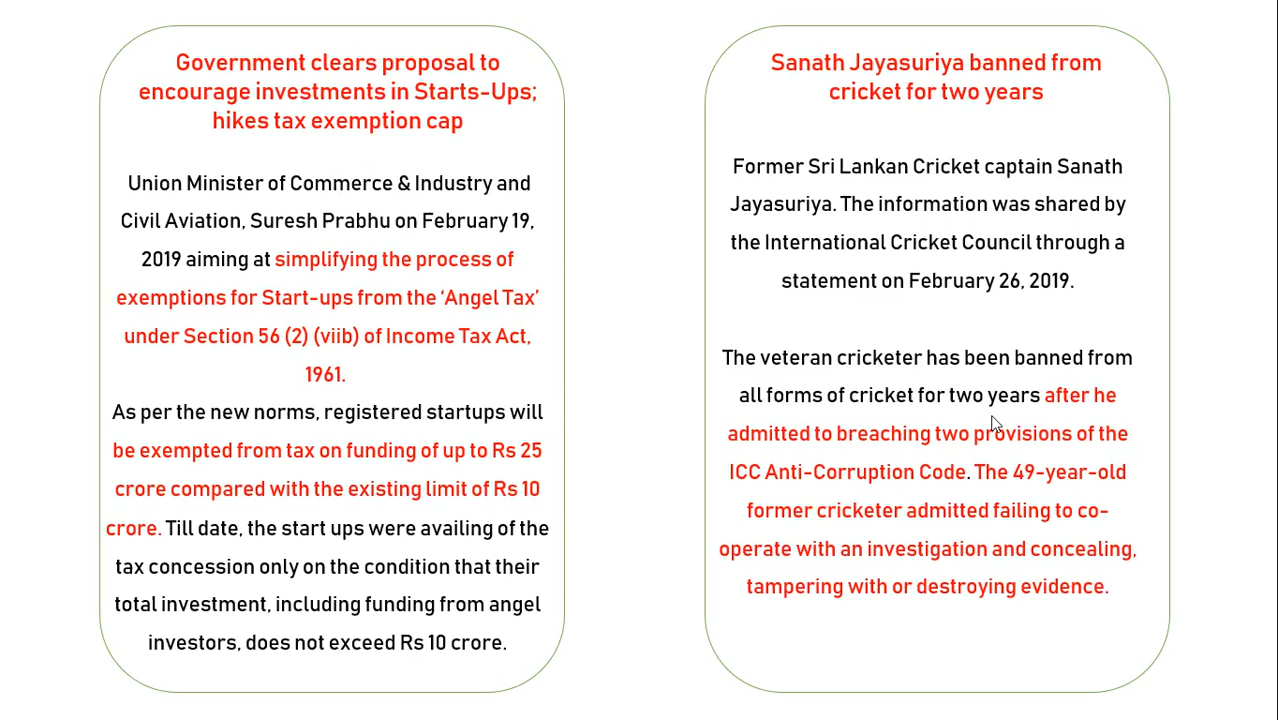 Government clears proposal to
encourage investments in Starts-Ups;
hikes tax exemption cap
Union Minister of Commerce & Industry and
Civil Aviation, Suresh Prabhu on February 19,
2019 aiming at simplifying the process of
exemptions for Start-ups from the ‘Angel Tax’
under Section 56 (2) (viib) of Income Tax Act,
1961.
As per the new norms, registered startups will
be exempted from tax on funding of up to Rs 25
crore compared with the existing limit of Rs 10
crore. Till date, the start ups were availing of the
tax concession only on the condition that their
total investment, including funding from angel
investors, does not exceed Rs 10 crore.
Sanath Jayasuriya banned from
cricket for two years
Former Sri Lankan Cricket captain Sanath
Jayasuriya. The information was shared by
the International Cricket Council through a
statement on February 26, 2019.
The veteran cricketer has been banned from
all forms of cricket for two years after he
admitted to breaching two provisions of the
ICC Anti-Corruption Code. The 49-year-old
former cricketer admitted failing to co-
operate with an investigation and concealing,
tampering with or destroying evidence.